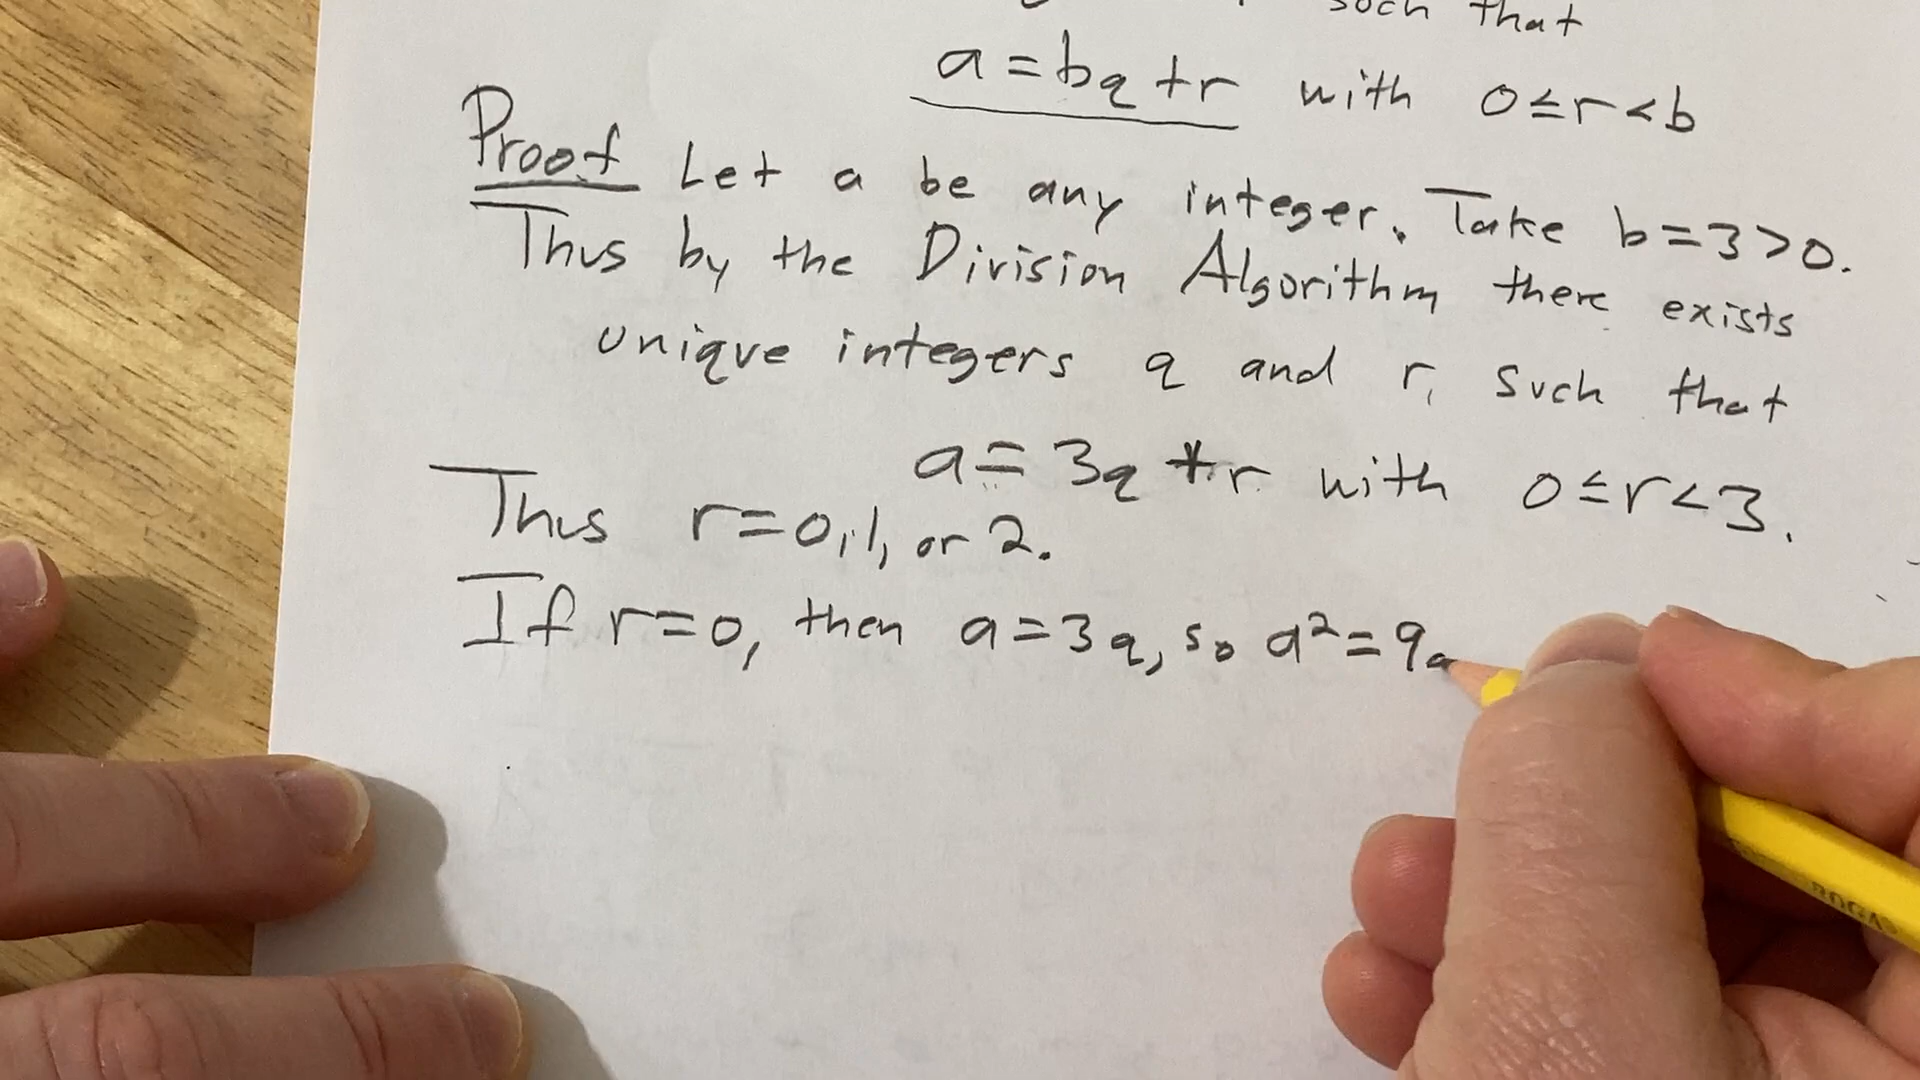 such that
a = bq + r with 0 ≤ r < b
Proof Let a be any integer. Take b = 3 > 0.
Thus by the Division Algorithm there exists
unique integers q and r, such that
a = 3q + r with 0 ≤ r < 3.
Thus r = 0, 1, or 2.
If r = 0, then a = 3q, so a² = 9